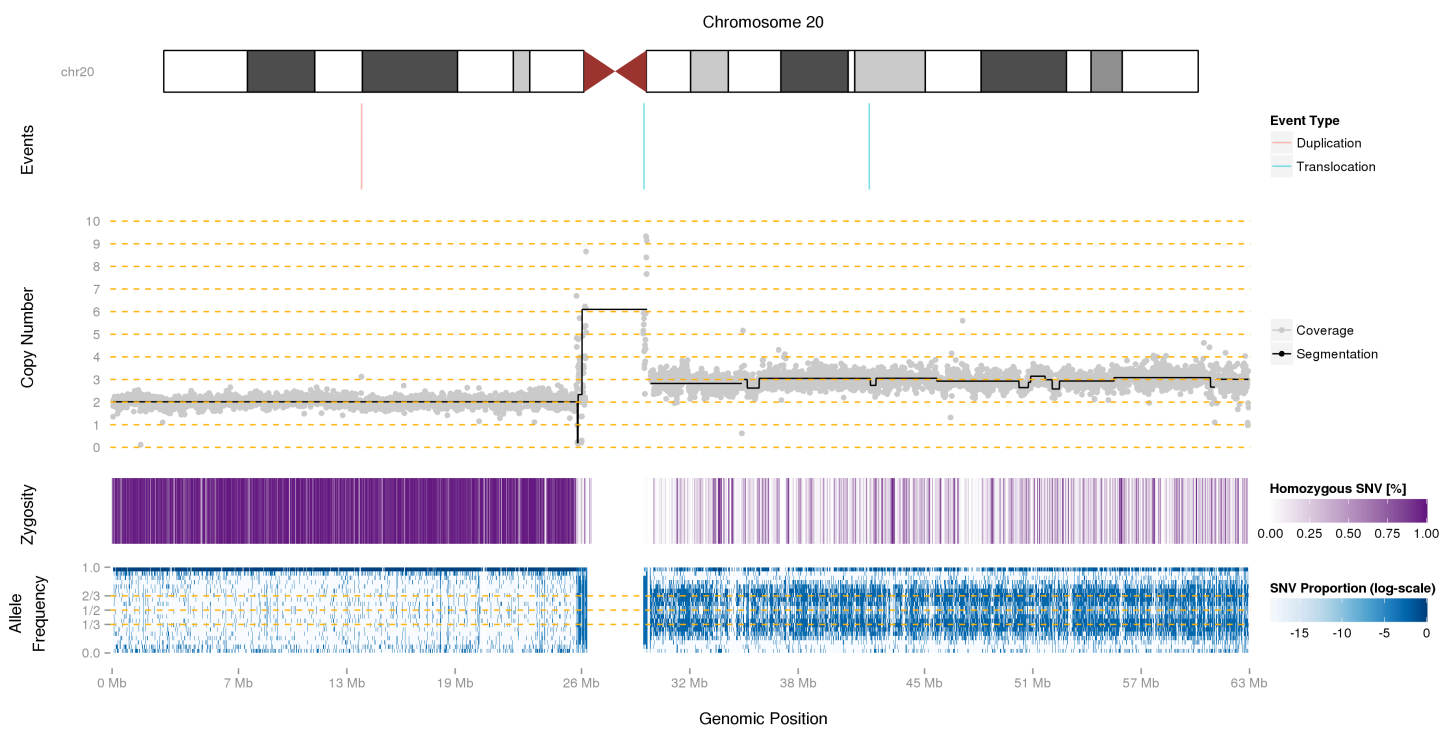 Chromosome 20
chr20
Events
Event Type
Duplication
Translocation
Copy Number
10
9
8
7
6
5
4
3
2
1
0
Coverage
Segmentation
Zygosity
Homozygous SNV [%]
0.00 0.25 0.50 0.75 1.00
Allele
Frequency
1.0
2/3
1/2
1/3
0.0
SNV Proportion (log-scale)
-15 -10 -5 0
0 Mb 7 Mb 13 Mb 19 Mb 26 Mb 32 Mb 38 Mb 45 Mb 51 Mb 57 Mb 63 Mb
Genomic Position